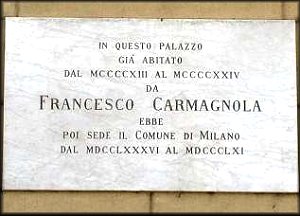 IN QUESTO PALAZZO
GIÁ ABITATO
DAL MCCCCXIII AL MCCCCXXIV
DA
FRANCESCO CARMAGNOLA
EBBE
POI SEDE IL COMUNE DI MILANO
DAL MDCCLXXXVI AL MDCCCLXI